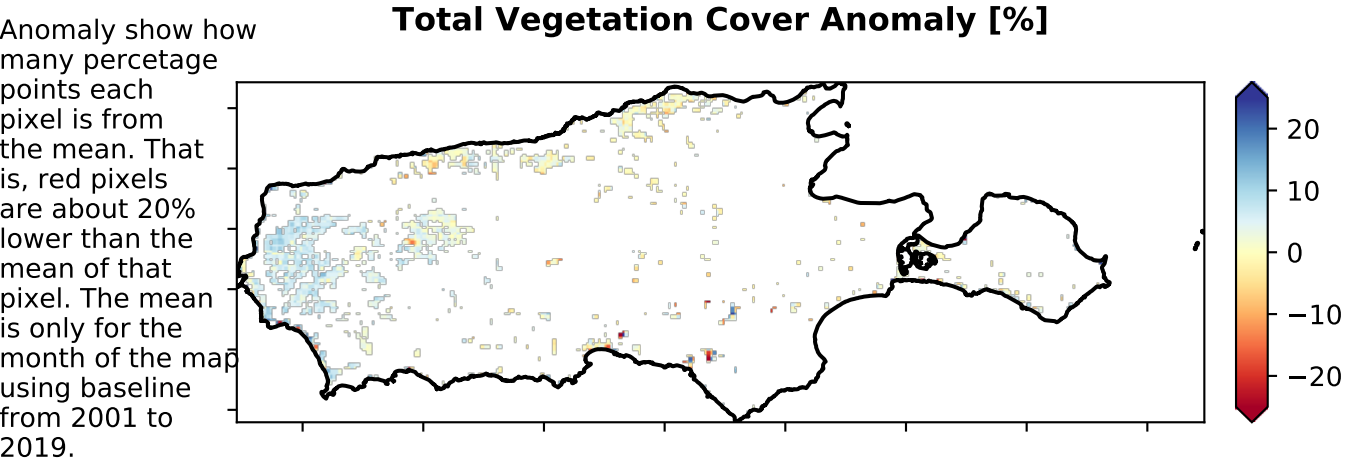 Total Vegetation Cover Anomaly [%]
Anomaly show how
many percetage
points each
pixel is from
the mean. That
is, red pixels
are about 20%
lower than the
mean of that
pixel. The mean
is only for the
month of the map
using baseline
from 2001 to
2019.
20
10
0
−10
−20